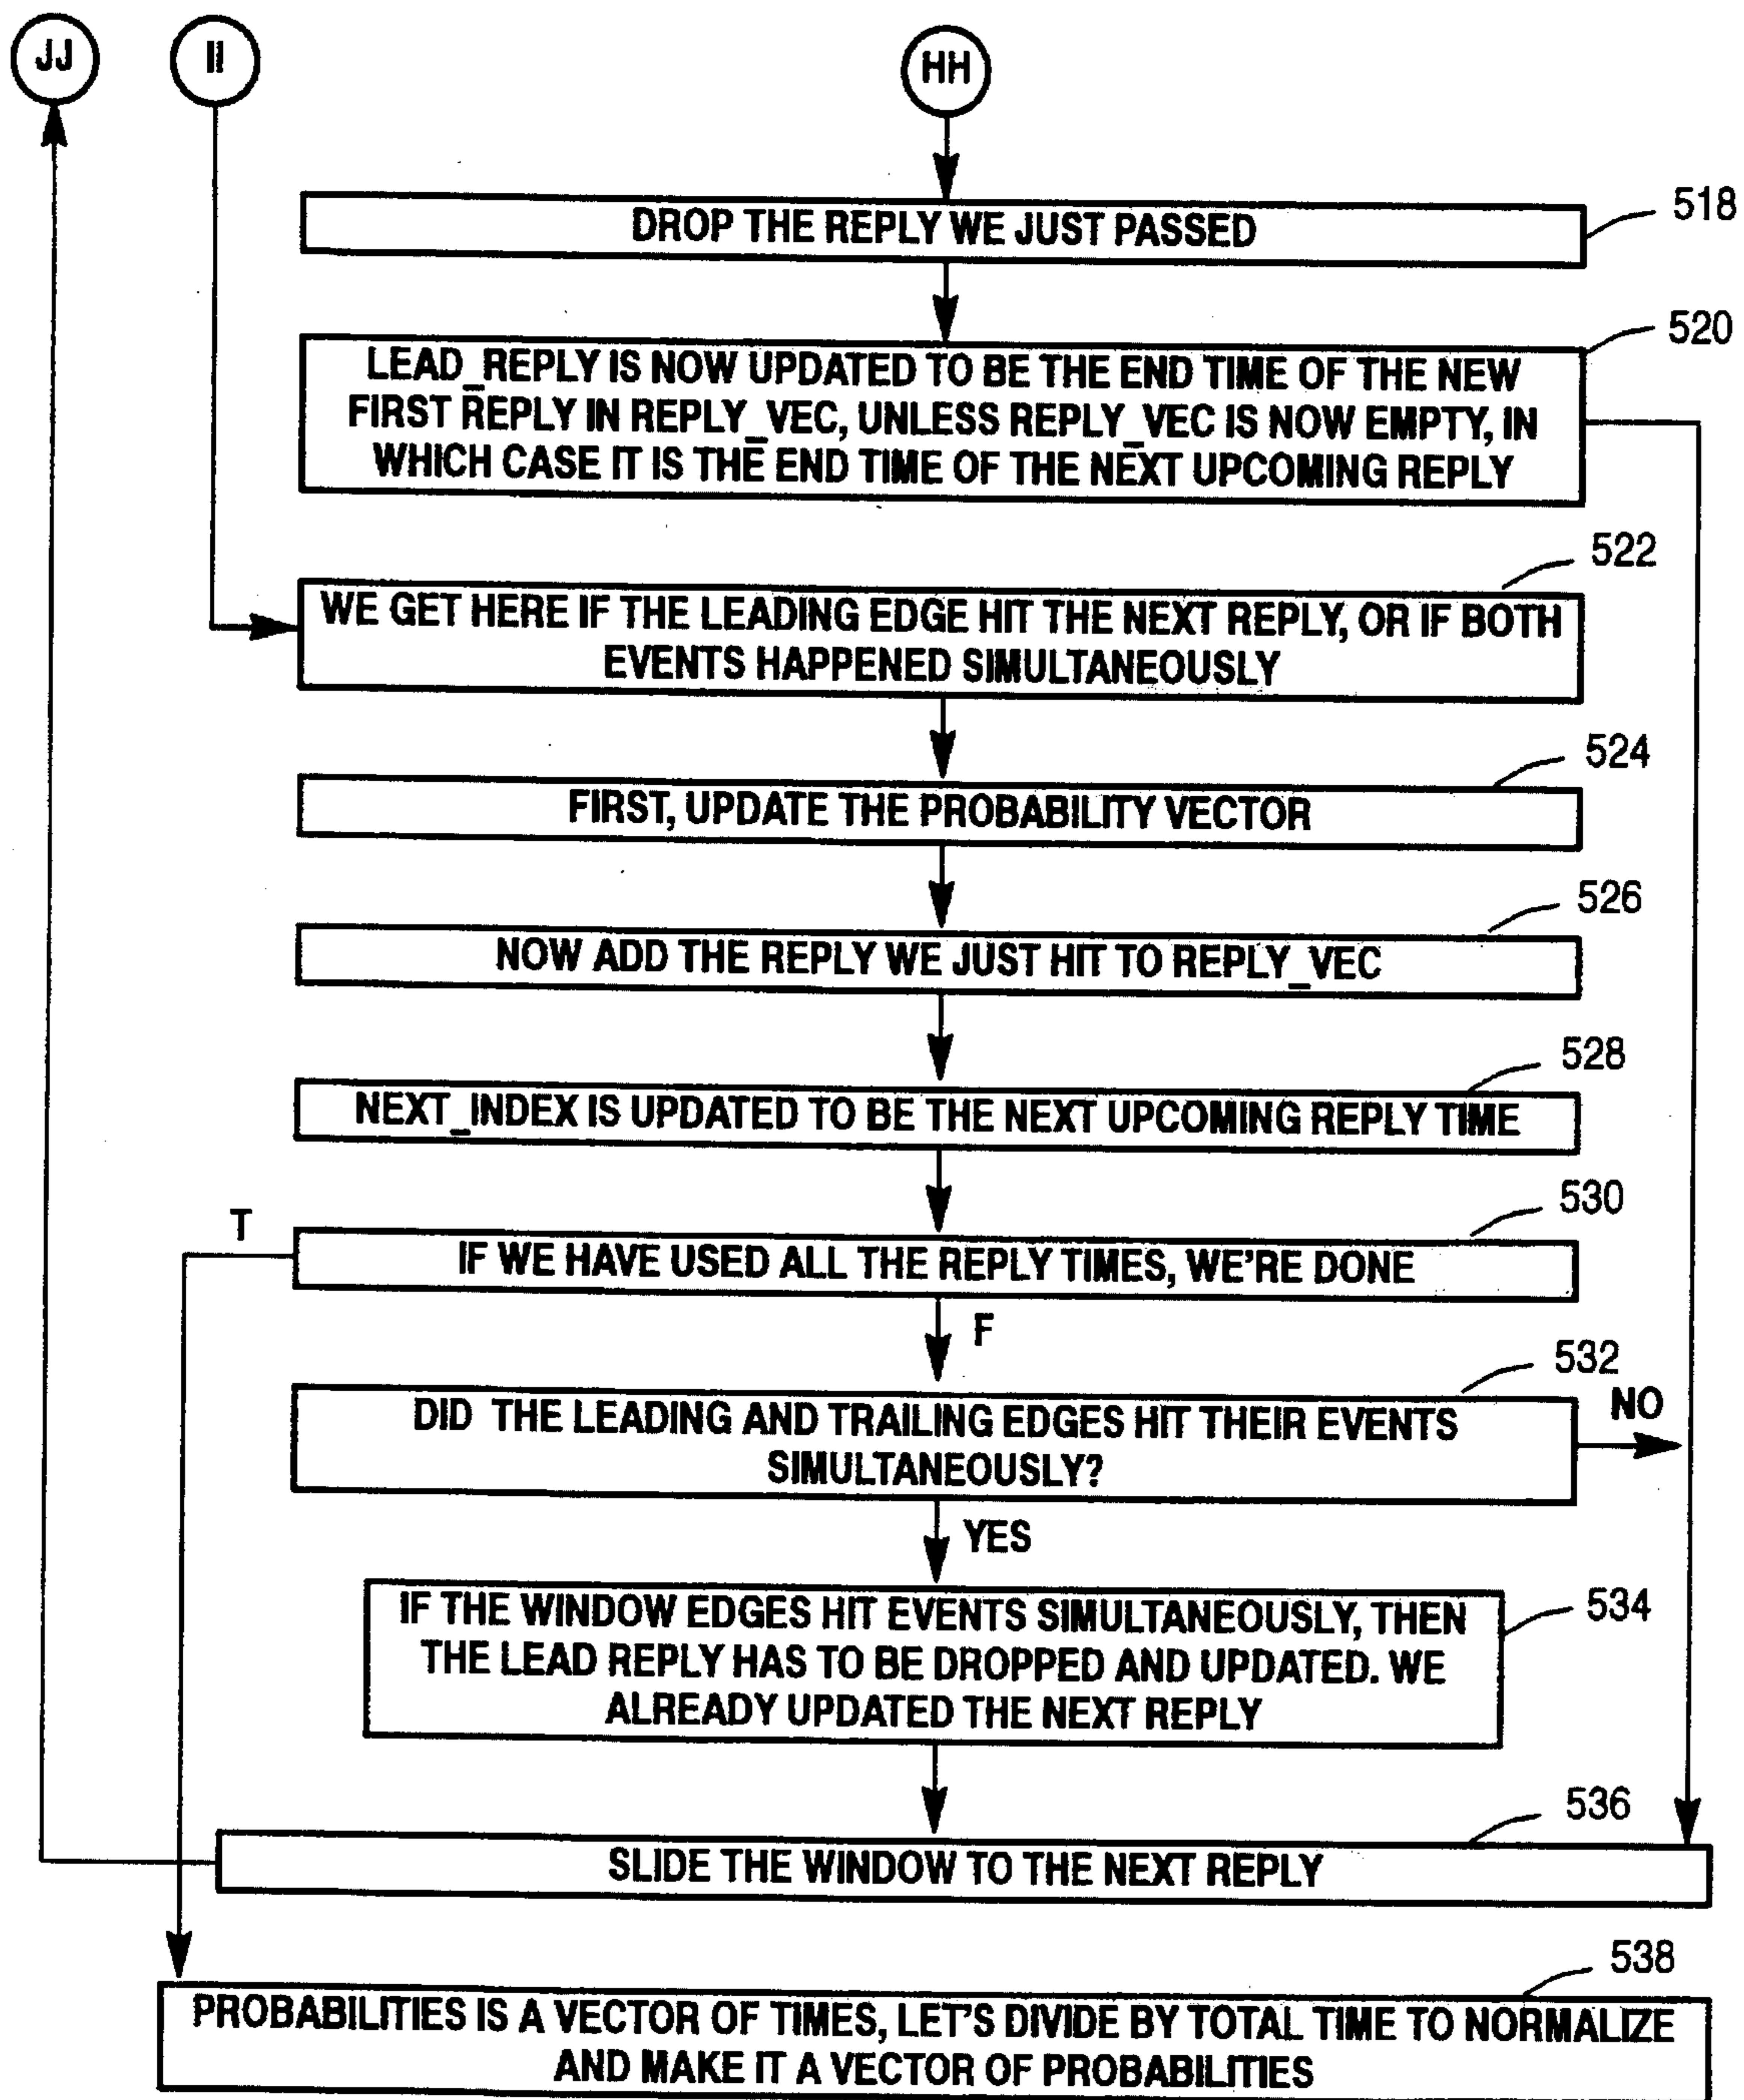 JJ
II
HH
518
DROP THE REPLY WE JUST PASSED
520
LEAD_REPLY IS NOW UPDATED TO BE THE END TIME OF THE NEW
FIRST REPLY IN REPLY_VEC, UNLESS REPLY_VEC IS NOW EMPTY, IN
WHICH CASE IT IS THE END TIME OF THE NEXT UPCOMING REPLY
522
WE GET HERE IF THE LEADING EDGE HIT THE NEXT REPLY, OR IF BOTH
EVENTS HAPPENED SIMULTANEOUSLY
524
FIRST, UPDATE THE PROBABILITY VECTOR
526
NOW ADD THE REPLY WE JUST HIT TO REPLY_VEC
528
NEXT_INDEX IS UPDATED TO BE THE NEXT UPCOMING REPLY TIME
530
T
IF WE HAVE USED ALL THE REPLY TIMES, WE'RE DONE
F
532
DID THE LEADING AND TRAILING EDGES HIT THEIR EVENTS
SIMULTANEOUSLY?
NO
YES
534
IF THE WINDOW EDGES HIT EVENTS SIMULTANEOUSLY, THEN
THE LEAD REPLY HAS TO BE DROPPED AND UPDATED. WE
ALREADY UPDATED THE NEXT REPLY
536
SLIDE THE WINDOW TO THE NEXT REPLY
538
PROBABILITIES IS A VECTOR OF TIMES, LET'S DIVIDE BY TOTAL TIME TO NORMALIZE
AND MAKE IT A VECTOR OF PROBABILITIES